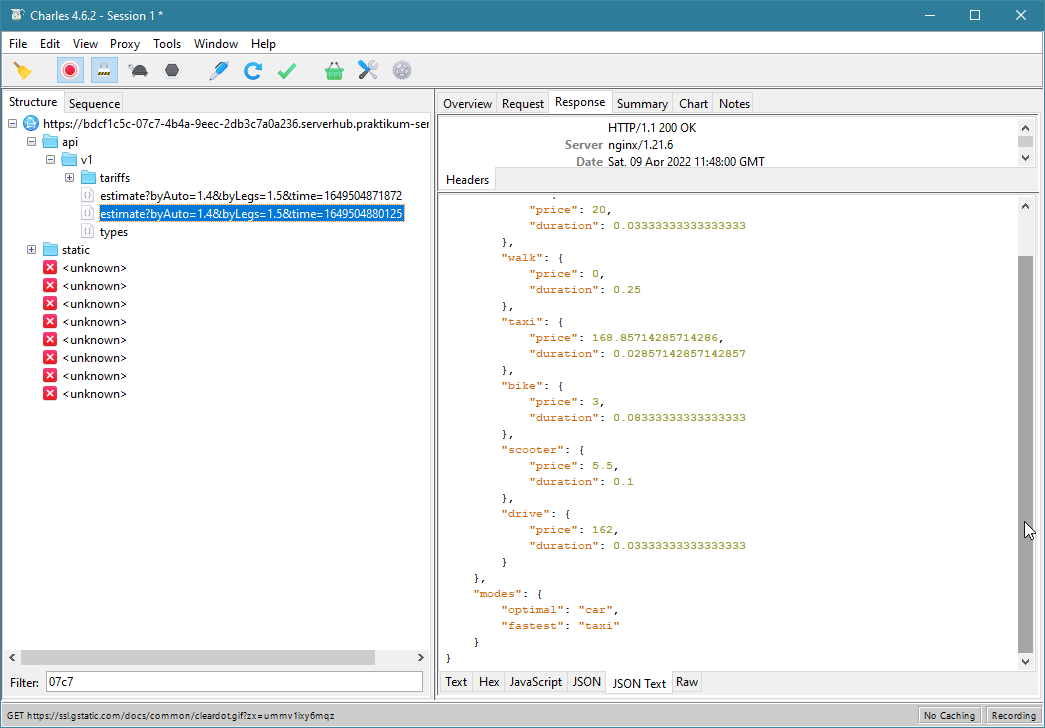 Charles 4.6.2 - Session 1 *
File Edit View Proxy Tools Window Help
Structure Sequence
https://bdcf1c5c-07c7-4b4a-9eec-2db3c7a0a236.serverhub.praktikum-ser
api
v1
tariffs
estimate?byAuto=1.4&byLegs=1.5&time=1649504871872
estimate?byAuto=1.4&byLegs=1.5&time=1649504880125
types
static
<unknown>
<unknown>
<unknown>
<unknown>
<unknown>
<unknown>
<unknown>
<unknown>
Filter: 07c7
Overview Request Response Summary Chart Notes
HTTP/1.1 200 OK
Server nginx/1.21.6
Date Sat, 09 Apr 2022 11:48:00 GMT
Headers
"price": 20,
"duration": 0.03333333333333333
},
"walk": {
"price": 0,
"duration": 0.25
},
"taxi": {
"price": 168.85714285714286,
"duration": 0.02857142857142857
},
"bike": {
"price": 3,
"duration": 0.08333333333333333
},
"scooter": {
"price": 5.5,
"duration": 0.1
},
"drive": {
"price": 162,
"duration": 0.03333333333333333
}
},
"modes": {
"optimal": "car",
"fastest": "taxi"
}
}
Text Hex JavaScript JSON JSON Text Raw
GET https://ssl.gstatic.com/docs/common/cleardot.gif?zx=ummv1ixy6mqz
No Caching Recording